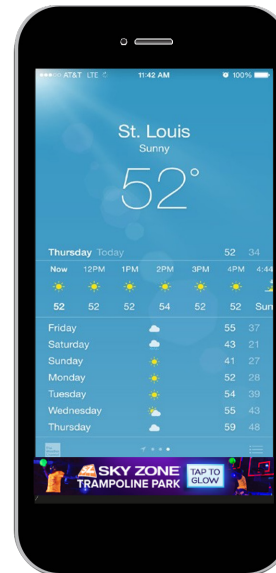 AT&T LTE 11:42 AM 100%
St. Louis
Sunny
52°
Thursday Today 52 34
Now 12PM 1PM 2PM 3PM 4PM 4:44
52 52 52 54 52 52 Sun
Friday 55 37
Saturday 43 21
Sunday 41 27
Monday 52 28
Tuesday 54 39
Wednesday 55 43
Thursday 59 48
SKY ZONE TAP TO
TRAMPOLINE PARK GLOW